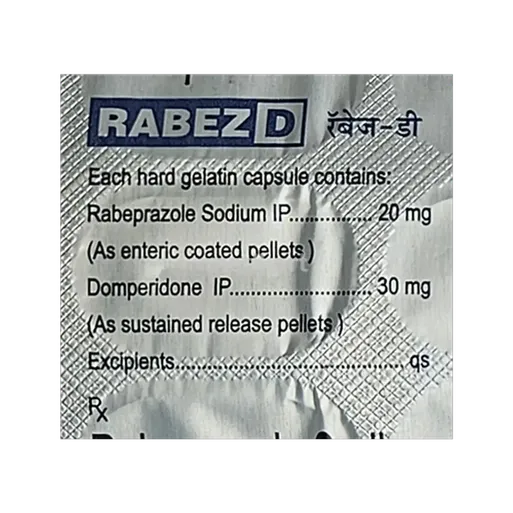 RABEZ D रॅबेज-डी
Each hard gelatin capsule contains:
Rabeprazole Sodium IP............... 20 mg
(As enteric coated pellets)
Domperidone IP......................... 30 mg
(As sustained release pellets)
Excipients....................................... qs
Rx